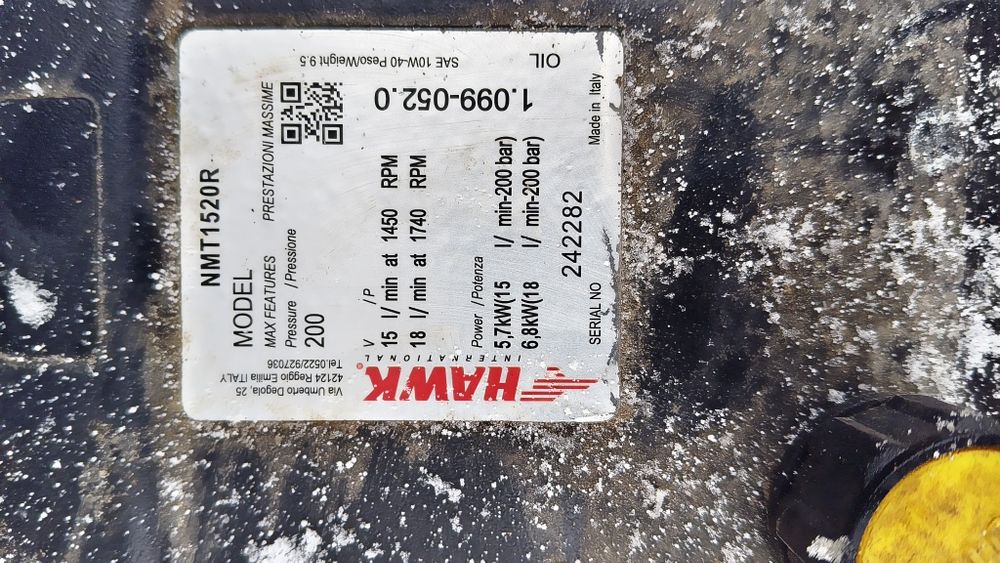 HAWK®
INTERNATIONAL
Via Umberto Degola, 25
42124 Reggio Emilia ITALY
Tel.0522/927036
NMT1520R
MODEL
MAX FEATURES PRESTAZIONI MASSIME
Pressure /Pressione
200
V /P
15 l/ min at 1450 RPM
18 l/ min at 1740 RPM
Power /Potenza
5,7kW(15 l/ min-200 bar)
6,8kW(18 l/ min-200 bar)
242282
SERIAL NO Made in Italy
1.099-052.0
OIL
SAE 10W-40 Peso/Weight 9.5